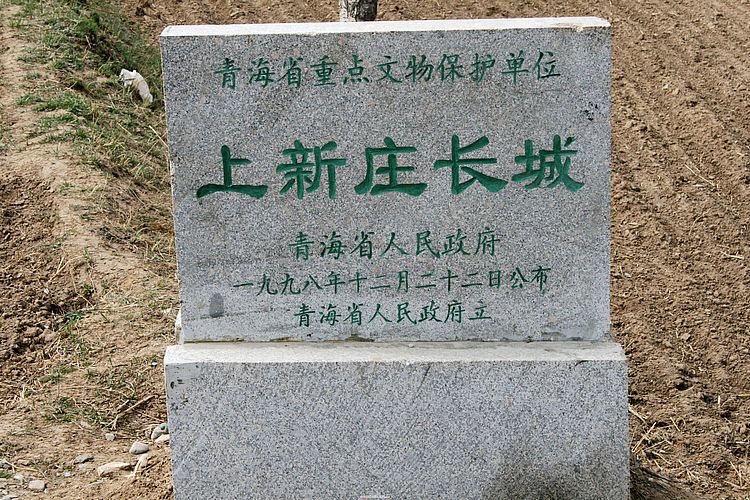 青海省重点文物保护单位
上新庄长城
青海省人民政府
一九九八年十二月二十二日公布
青海省人民政府立